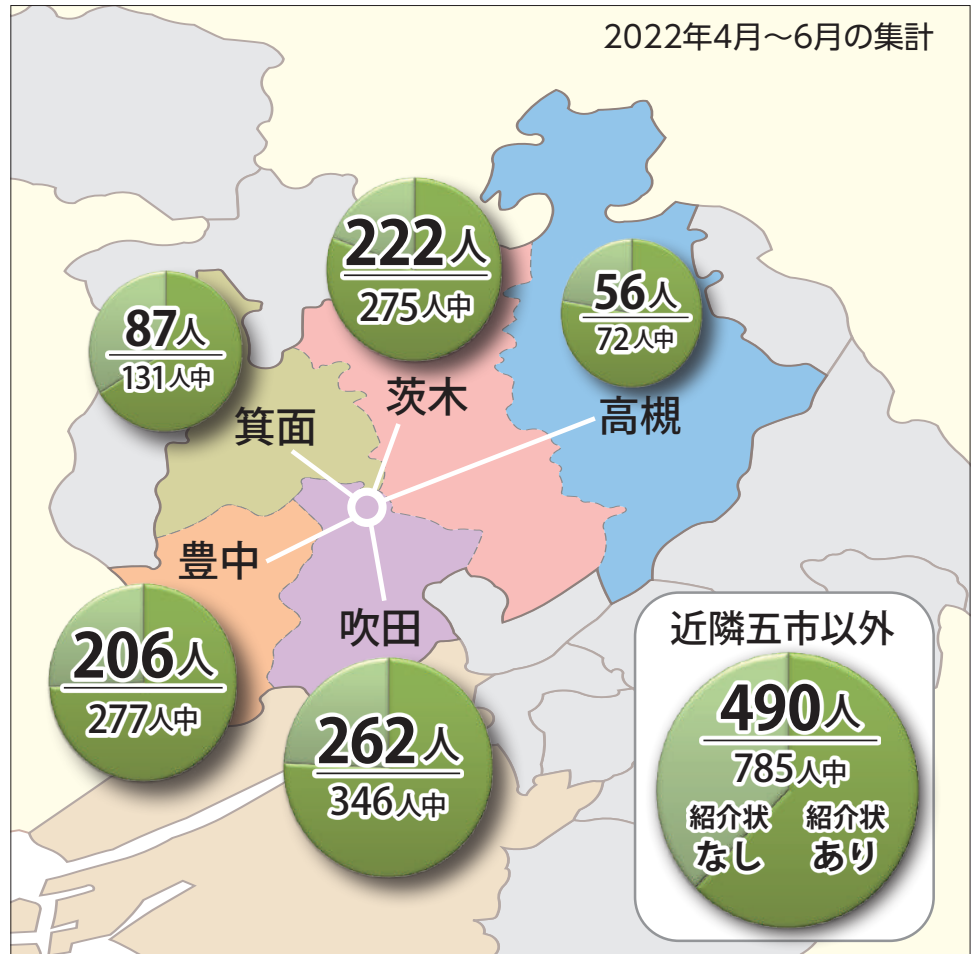 2022年4月～6月の集計
222人
275人中
茨木
56人
72人中
高槻
87人
131人中
箕面
豊中
206人
277人中
吹田
262人
346人中
近隣五市以外
490人
785人中
紹介状
なし
紹介状
あり